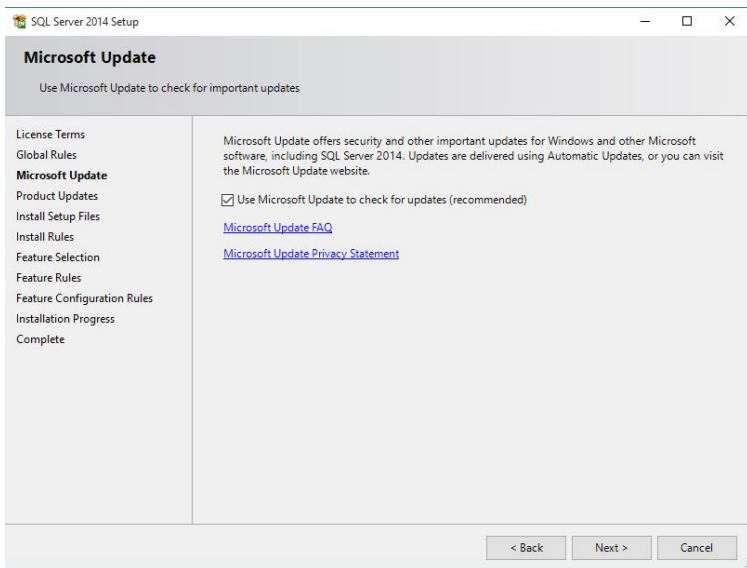 SQL Server 2014 Setup
Microsoft Update
Use Microsoft Update to check for important updates
License Terms
Global Rules
Microsoft Update
Product Updates
Install Setup Files
Install Rules
Feature Selection
Feature Rules
Feature Configuration Rules
Installation Progress
Complete
Microsoft Update offers security and other important updates for Windows and other Microsoft
software, including SQL Server 2014. Updates are delivered using Automatic Updates, or you can visit
the Microsoft Update website.
Use Microsoft Update to check for updates (recommended)
Microsoft Update FAQ
Microsoft Update Privacy Statement
< Back
Next >
Cancel